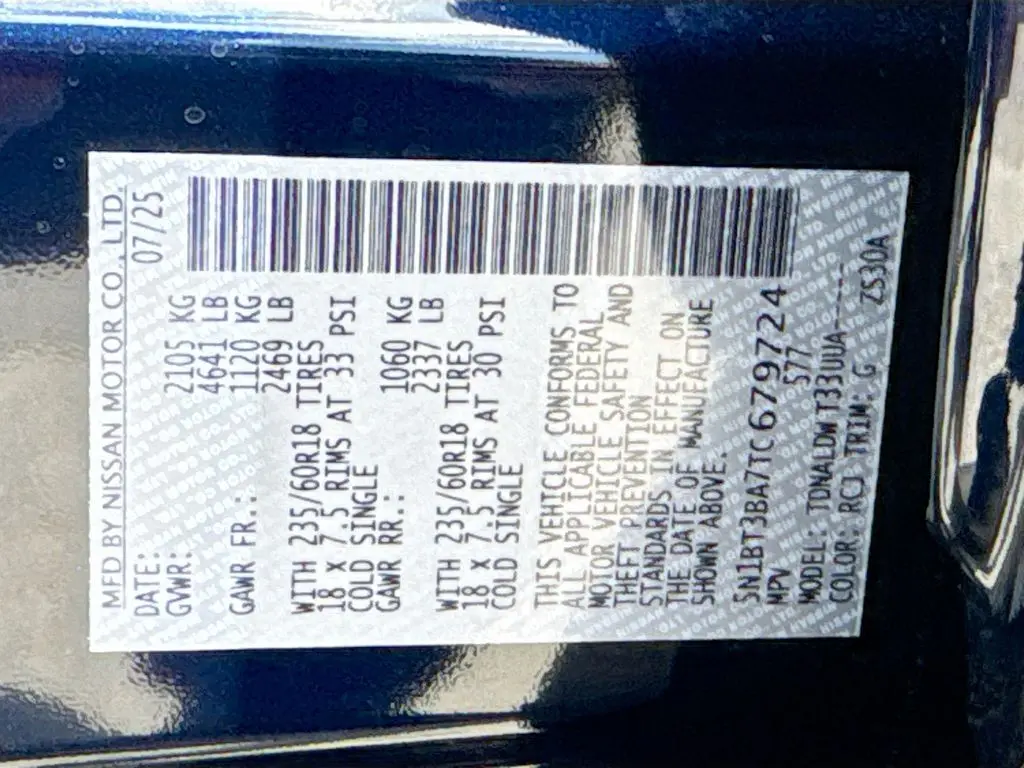 MFD BY NISSAN MOTOR CO., LTD.
DATE: 07/25
GVWR: 2105 KG
4641 LB
GAWR FR.: 1120 KG
2469 LB
WITH 235/60R18 TIRES
18 X 7.5 RIMS AT 33 PSI
COLD SINGLE
GAWR RR.: 1060 KG
2337 LB
WITH 235/60R18 TIRES
18 X 7.5 RIMS AT 30 PSI
COLD SINGLE
THIS VEHICLE CONFORMS TO
ALL APPLICABLE FEDERAL
MOTOR VEHICLE SAFETY AND
THEFT PREVENTION
STANDARDS IN EFFECT ON
THE DATE OF MANUFACTURE
SHOWN ABOVE.
5N1BT3BA7TC679724
MPV 577
MODEL: TDNALDWT33UUA-----
COLOR: RCJ TRIM: G ZS30A